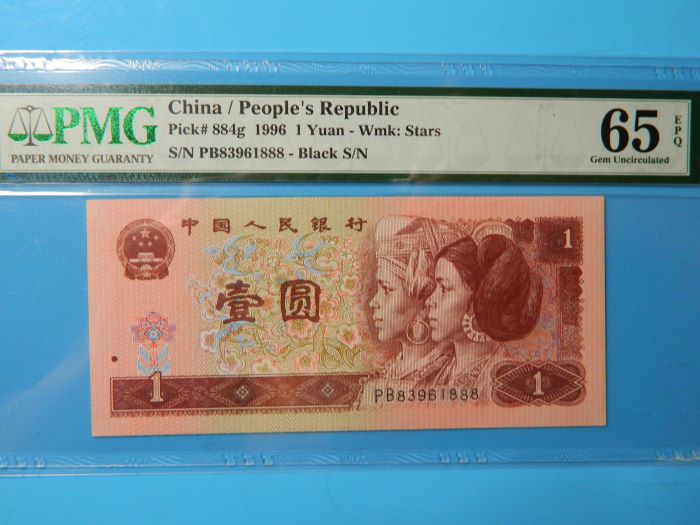 PMG
PAPER MONEY GUARANTY
China / People's Republic
Pick# 884g 1996 1 Yuan - Wmk: Stars
S/N PB83961888 - Black S/N
65
EPQ
Gem Uncirculated
中国人民银行
1
壹圆
1
PB83961888
1